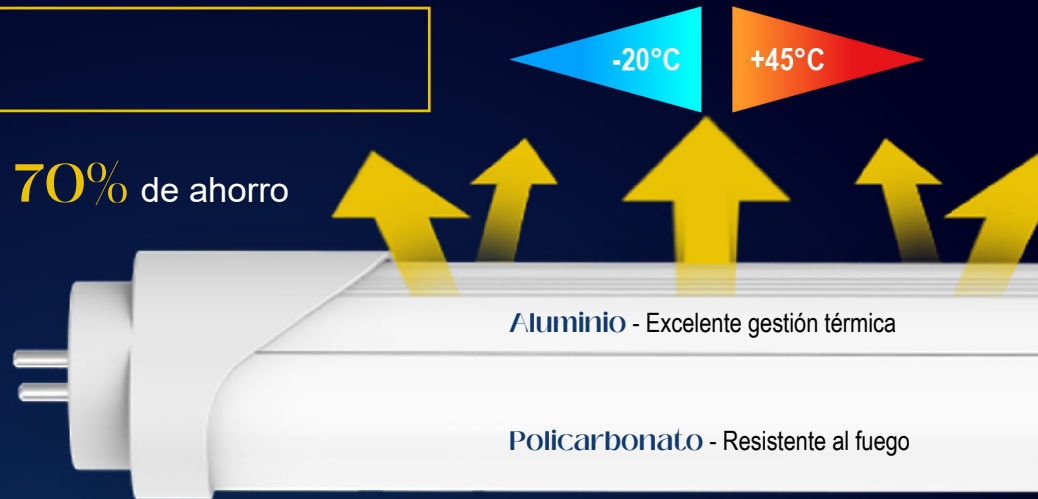 -20°C
+45°C
70% de ahorro
Aluminio - Excelente gestión térmica
Policarbonato - Resistente al fuego